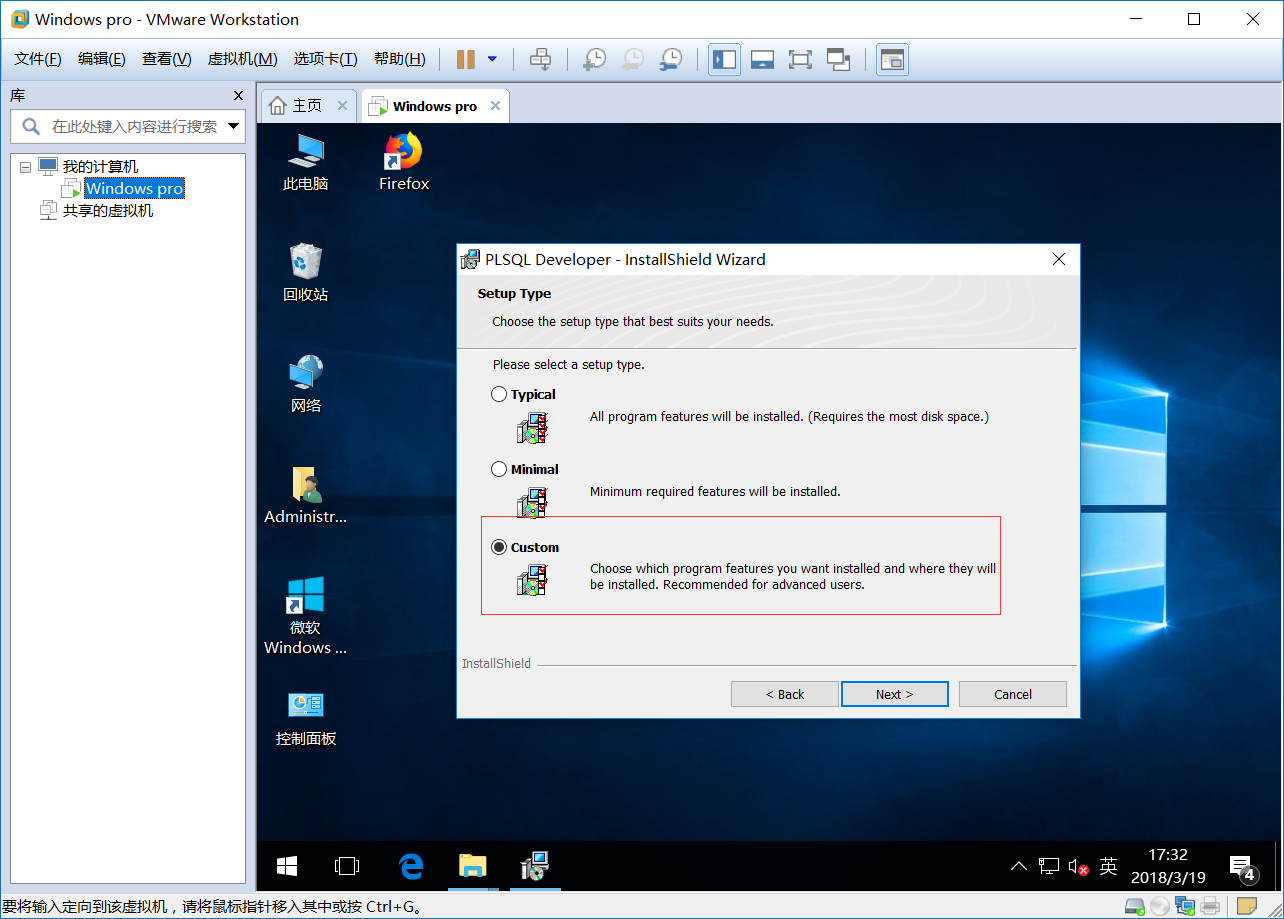 Windows pro - VMware Workstation
文件(F) 编辑(E) 查看(V) 虚拟机(M) 选项卡(T) 帮助(H)
库
主页
Windows pro
在此处键入内容进行搜索
我的计算机
Windows pro
共享的虚拟机
此电脑
Firefox
回收站
网络
Administr...
微软
Windows ...
控制面板
PLSQL Developer - InstallShield Wizard
Setup Type
Choose the setup type that best suits your needs.
Please select a setup type.
Typical
All program features will be installed. (Requires the most disk space.)
Minimal
Minimum required features will be installed.
Custom
Choose which program features you want installed and where they will
be installed. Recommended for advanced users.
InstallShield
< Back
Next >
Cancel
英
17:32
2018/3/19
4
要将输入定向到该虚拟机，请将鼠标指针移入其中或按 Ctrl+G。